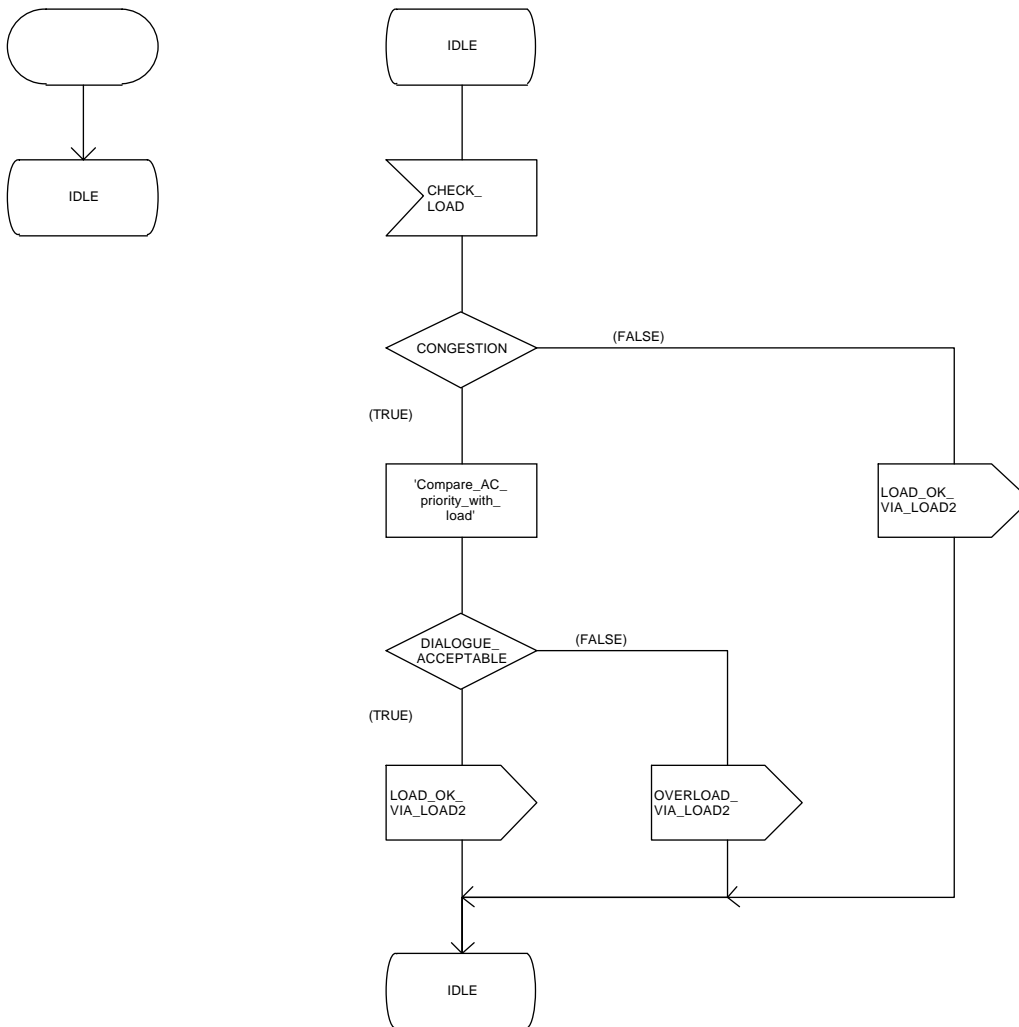 IDLE
IDLE
CHECK_
LOAD
CONGESTION
(FALSE)
(TRUE)
'Compare_AC_
priority_with_
load'
LOAD_OK_
VIA_LOAD2
DIALOGUE_
ACCEPTABLE
(FALSE)
(TRUE)
LOAD_OK_
VIA_LOAD2
OVERLOAD_
VIA_LOAD2
IDLE